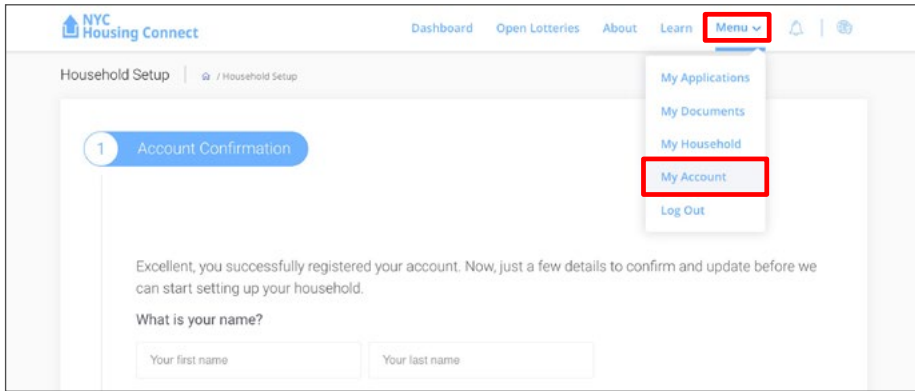 NYC
Housing Connect
Dashboard Open Lotteries About Learn Menu
Household Setup / Household Setup
My Applications
My Documents
My Household
My Account
Log Out
1 Account Confirmation
Excellent, you successfully registered your account. Now, just a few details to confirm and update before we
can start setting up your household.
What is your name?
Your first name Your last name